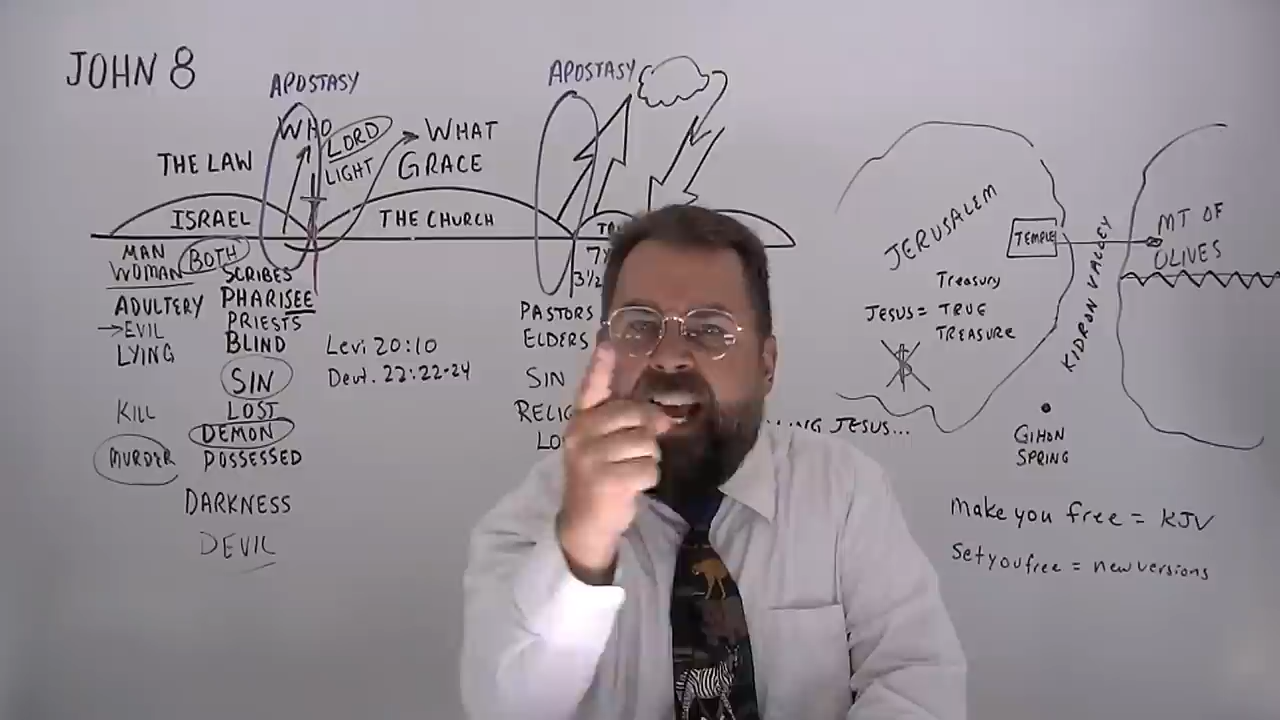 JOHN 8
APOSTASY
WHO
LORD
LIGHT
THE LAW
ISRAEL
WHAT
GRACE
THE CHURCH
APOSTASY
MAN
WOMAN
BOTH
ADULTERY
EVIL
LYING
KILL
MURDER
SCRIBES
PHARISEE
PRIESTS
BLIND
SIN
LOST
DEMON
POSSESSED
DARKNESS
DEVIL
Levi 20:10
Deut. 22:22-24
3½
PASTORS
ELDERS
SIN
JESUS...
JERUSALEM
TEMPLE
Treasury
JESUS = TRUE
TREASURE
$
KIDRON VALLEY
MT OF
OLIVES
GIHON
SPRING
Make you free = KJV
Set you free = new versions